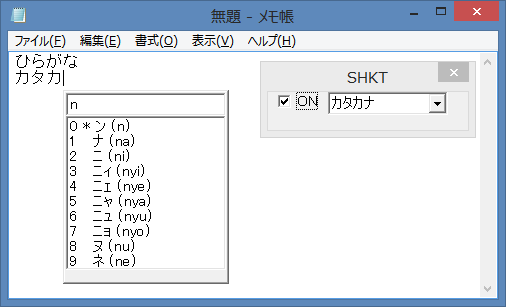 無題 - メモ帳
ファイル(F) 編集(E) 書式(O) 表示(V) ヘルプ(H)
ひらがな
カタカ
n
0 * ン (n)
1 ナ (na)
2 ニ (ni)
3 ニィ (nyi)
4 ニェ (nye)
5 ニャ (nya)
6 ニュ (nyu)
7 ニョ (nyo)
8 ヌ (nu)
9 ネ (ne)
SHKT
ON カタカナ